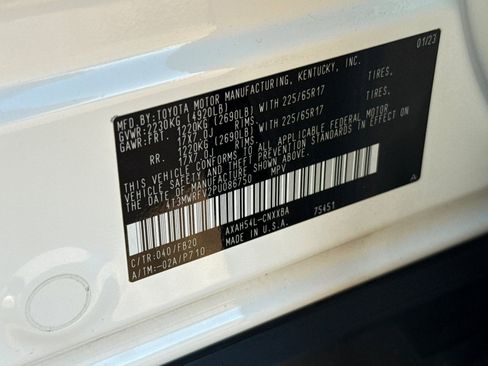 01/23
MFD BY:TOYOTA MOTOR MANUFACTURING, KENTUCKY, INC.
GVWR:2230KG (4920LB)
GAWR:FRT. 1220KG (2690LB) WITH 225/65R17 TIRES,
17X7.0J RIMS
RR. 1220KG (2690LB) WITH 225/65R17 TIRES,
17X7.0J RIMS
THIS VEHICLE CONFORMS TO ALL APPLICABLE FEDERAL MOTOR
VEHICLE SAFETY STANDARDS IN EFFECT ON THE DATE OF
MANUFACTURE SHOWN ABOVE.
4T3MWRFV2PU086750 MPV
C/TR:040/FB20 AXAH54L-CNXXBA 75451
A/TM:-02A/P710 MADE IN U.S.A.